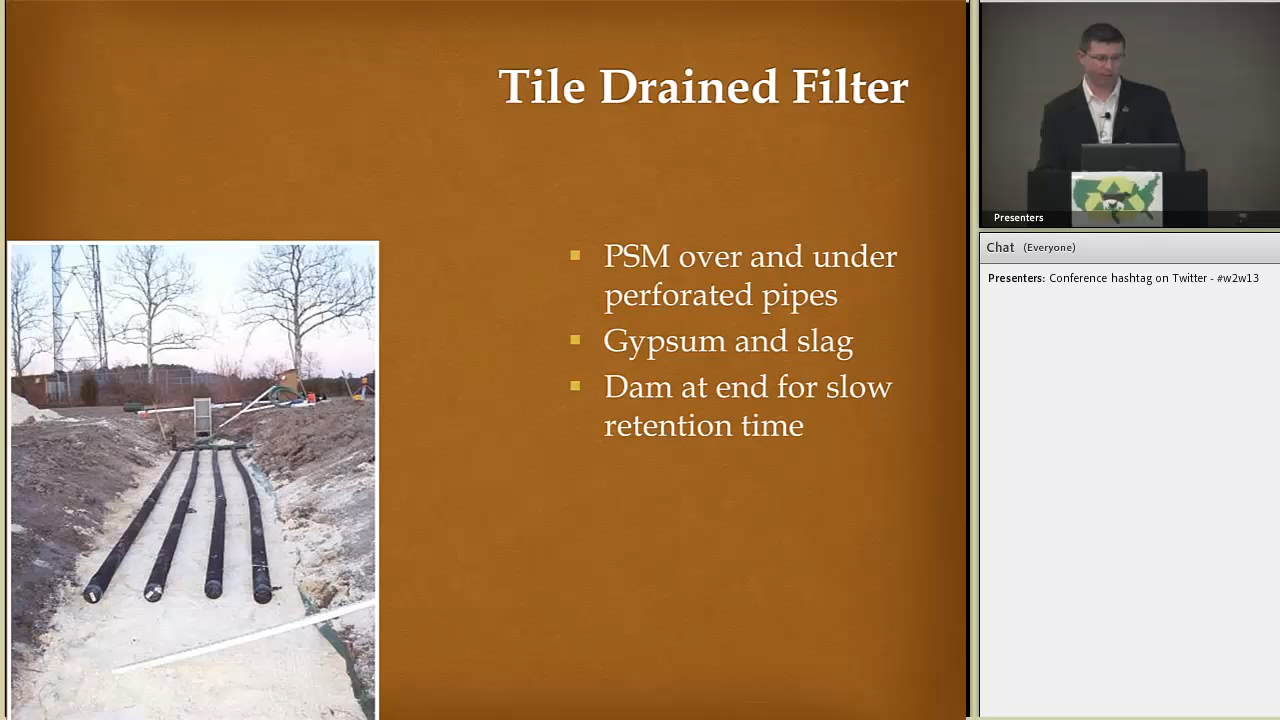 Tile Drained Filter
▪ PSM over and under
perforated pipes
▪ Gypsum and slag
▪ Dam at end for slow
retention time
Presenters
Chat (Everyone)
Presenters: Conference hashtag on Twitter - #w2w13